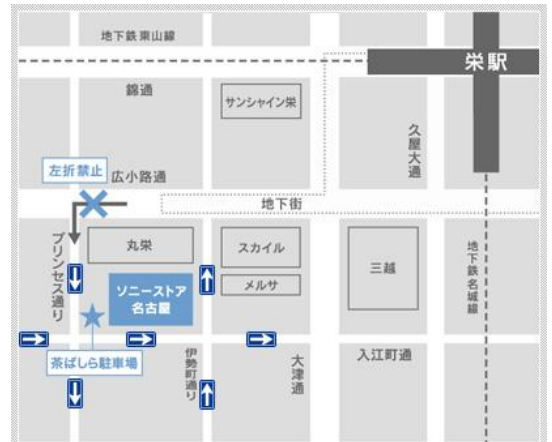 地下鉄東山線
栄駅
錦通
サンシャイン栄
久屋大通
左折禁止
広小路通
地下街
プリンセス通り
丸栄
スカイル
三越
地下鉄名城線
メルサ
ソニーストア
名古屋
茶ばしら駐車場
伊勢町通り
大津通
入江町通